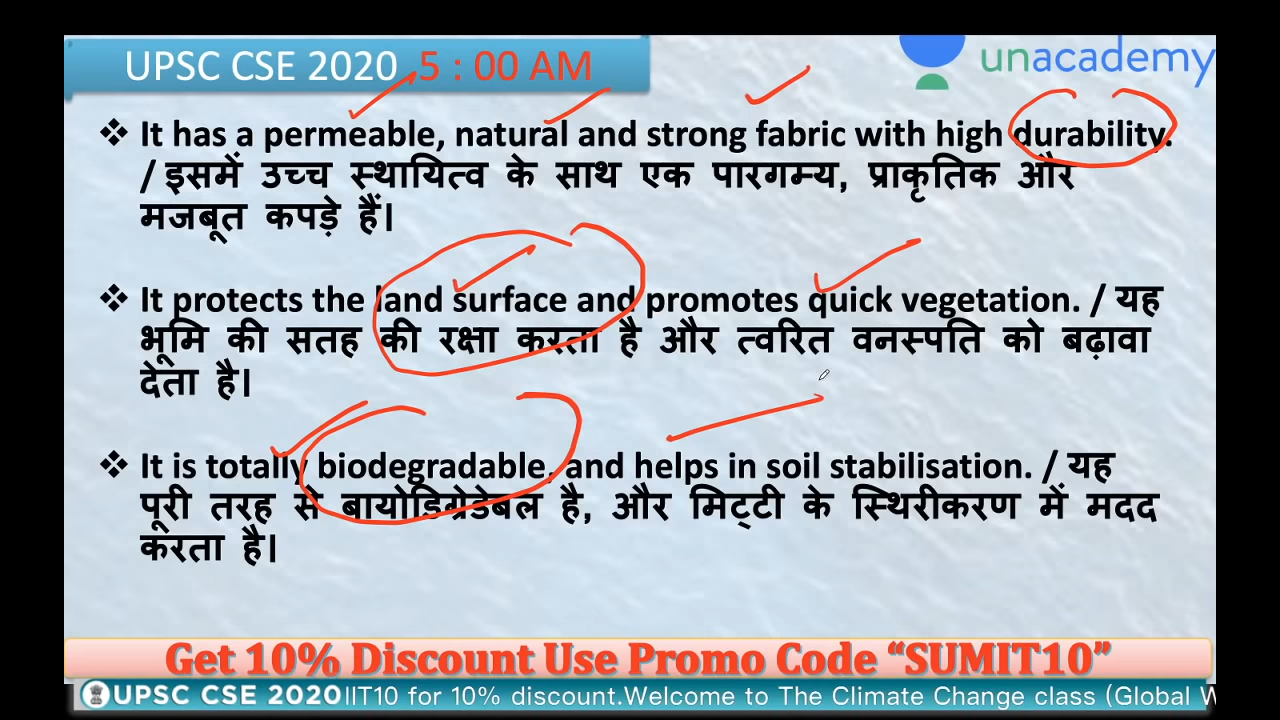 UPSC CSE 2020 5 : 00 AM
unacademy
❖ It has a permeable, natural and strong fabric with high durability.
/ इसमें उच्च स्थायित्व के साथ एक पारगम्य, प्राकृतिक और
मजबूत कपड़े हैं।
❖ It protects the land surface and promotes quick vegetation. / यह
भूमि की सतह की रक्षा करता है और त्वरित वनस्पति को बढ़ावा
देता है।
❖ It is totally biodegradable, and helps in soil stabilisation. / यह
पूरी तरह से बायोडिग्रेडेबल है, और मिट्टी के स्थिरीकरण में मदद
करता है।
Get 10% Discount Use Promo Code “SUMIT10”
UPSC CSE 2020 IIT10 for 10% discount.Welcome to The Climate Change class (Global W